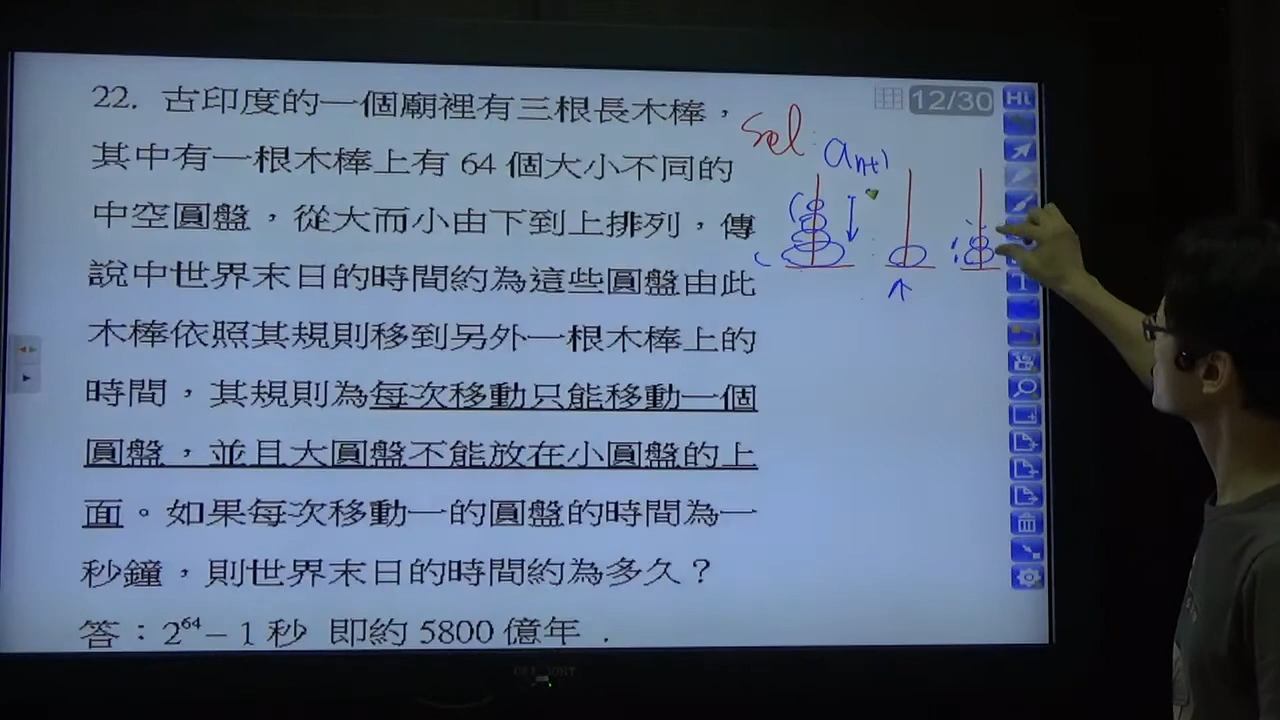 22. 古印度的一個廟裡有三根長木棒，
其中有一根木棒上有 64 個大小不同的
中空圓盤，從大而小由下到上排列，傳
說中世界末日的時間約為這些圓盤由此
木棒依照其規則移到另外一根木棒上的
時間，其規則為每次移動只能移動一個
圓盤，並且大圓盤不能放在小圓盤的上
面。如果每次移動一的圓盤的時間為一
秒鐘，則世界末日的時間約為多久？
答：2^64 – 1 秒 即約 5800 億年 .
12/30
Ht
Sol:
a_{n+1}